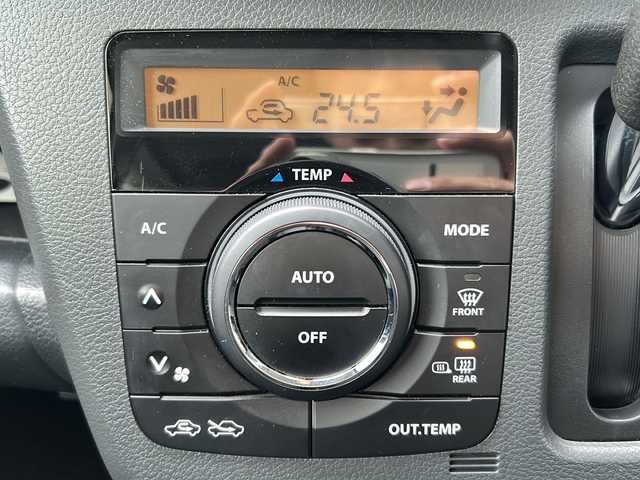 A/C
24.5
TEMP
A/C
MODE
AUTO
OFF
FRONT
REAR
OUT.TEMP